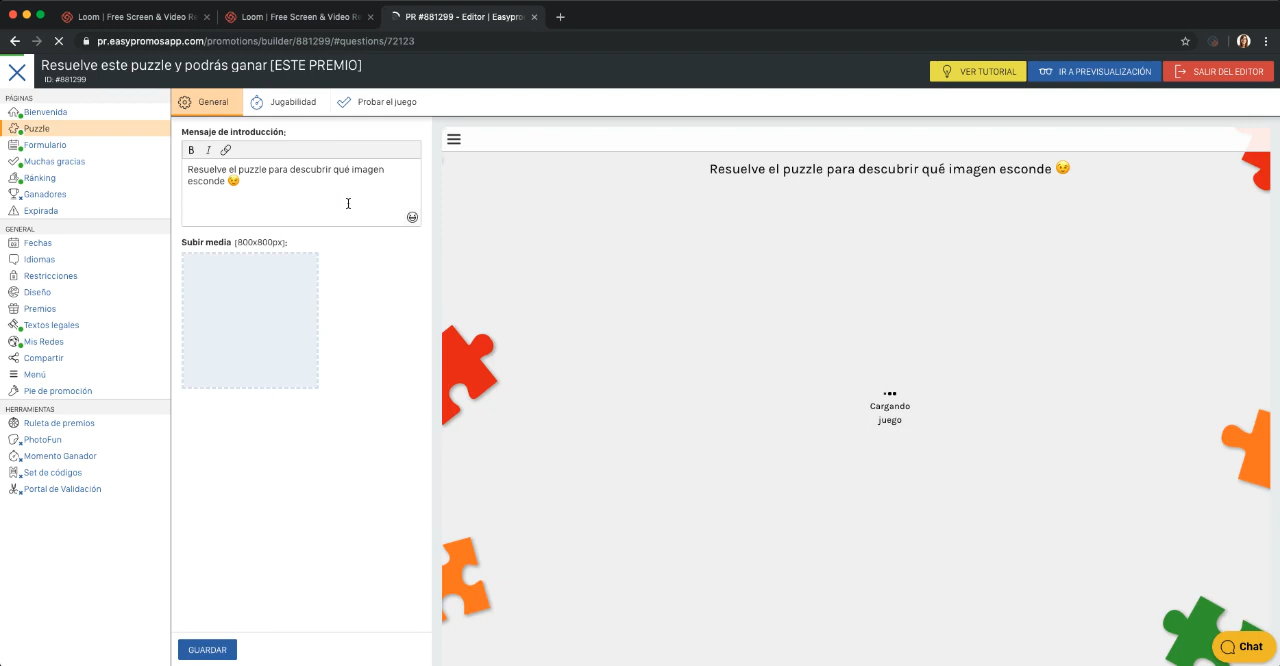 Loom | Free Screen & Video Re
Loom | Free Screen & Video Re
PR #881299 - Editor | Easypro
pr.easypromosapp.com/promotions/builder/881299/#questions/72123
Resuelve este puzzle y podrás ganar [ESTE PREMIO]
ID: #881299
VER TUTORIAL
IR A PREVISUALIZACIÓN
SALIR DEL EDITOR
PÁGINAS
Bienvenida
Puzzle
Formulario
Muchas gracias
Ránking
Ganadores
Expirada
GENERAL
Fechas
Idiomas
Restricciones
Diseño
Premios
Textos legales
Mis Redes
Compartir
Menú
Pie de promoción
HERRAMIENTAS
Ruleta de premios
PhotoFun
Momento Ganador
Set de códigos
Portal de Validación
General
Jugabilidad
Probar el juego
Mensaje de introducción:
B I
Resuelve el puzzle para descubrir qué imagen
esconde 😉
Subir media [800x800px]:
GUARDAR
Resuelve el puzzle para descubrir qué imagen esconde 😉
Cargando
juego
Chat